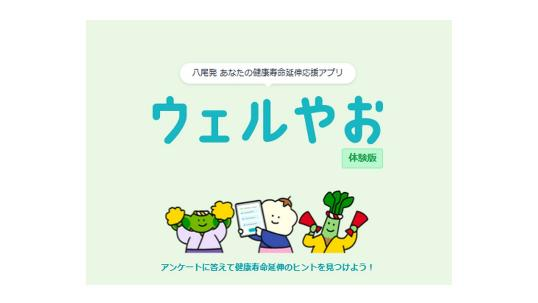 八尾発 あなたの健康寿命延伸応援アプリ
ウェルやお
体験版
アンケートに答えて健康寿命延伸のヒントを見つけよう！